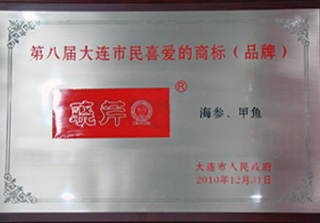 第八届大连市民喜爱的商标（品牌）
晓芹®
海参、甲鱼
大连市人民政府
2010年12月31日